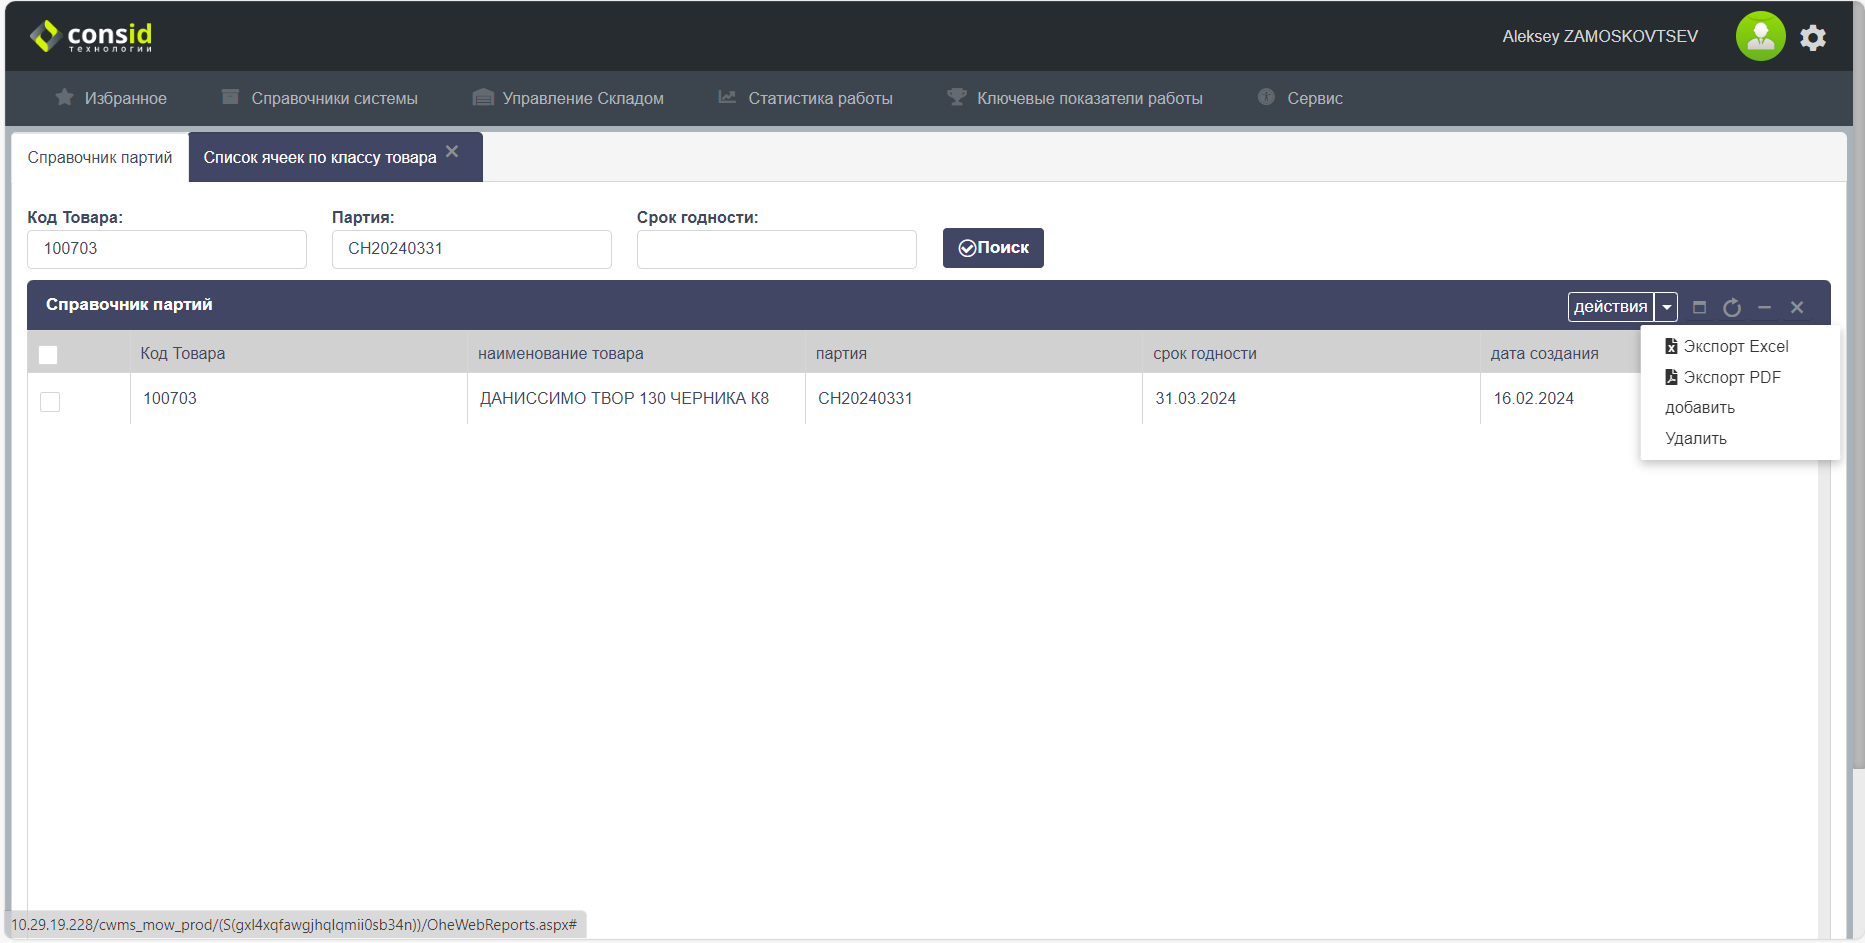 consid
технологии
Aleksey ZAMOSKOVTSEV
Избранное
Справочники системы
Управление Складом
Статистика работы
Ключевые показатели работы
Сервис
Справочник партий
Список ячеек по классу товара
Код Товара:
Партия:
Срок годности:
100703
CH20240331
Поиск
Справочник партий
действия
Код Товара
наименование товара
партия
срок годности
дата создания
100703
ДАНИССИМО ТВОР 130 ЧЕРНИКА К8
CH20240331
31.03.2024
16.02.2024
Экспорт Excel
Экспорт PDF
добавить
Удалить
10.29.19.228/cwms_mow_prod/(S(gxl4xqfawgjhqlqmii0sb34n))/OheWebReports.aspx#